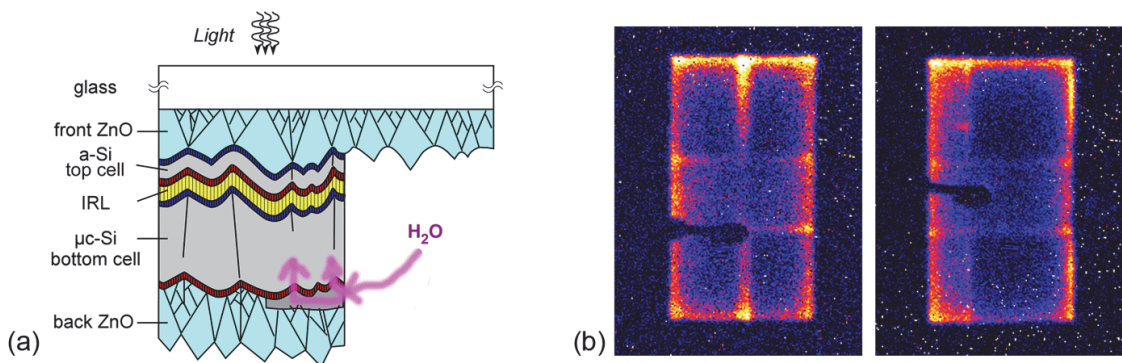 Light
glass
front ZnO
a-Si
top cell
IRL
µc-Si
bottom cell
back ZnO
H₂O
(a)
(b)